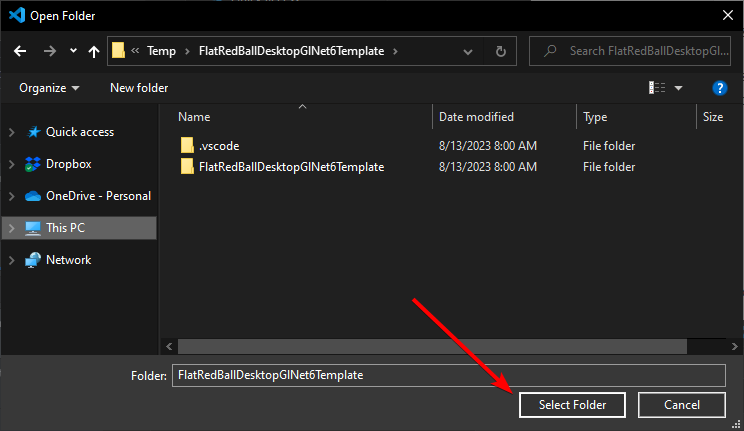 Open Folder
« Temp > FlatRedBallDesktopGlNet6Template >
Search FlatRedBallDesktopGl...
Organize
New folder
Name
Date modified
Type
Size
Quick access
Dropbox
OneDrive - Personal
This PC
Network
.vscode 8/13/2023 8:00 AM File folder
FlatRedBallDesktopGlNet6Template 8/13/2023 8:00 AM File folder
Folder: FlatRedBallDesktopGlNet6Template
Select Folder
Cancel